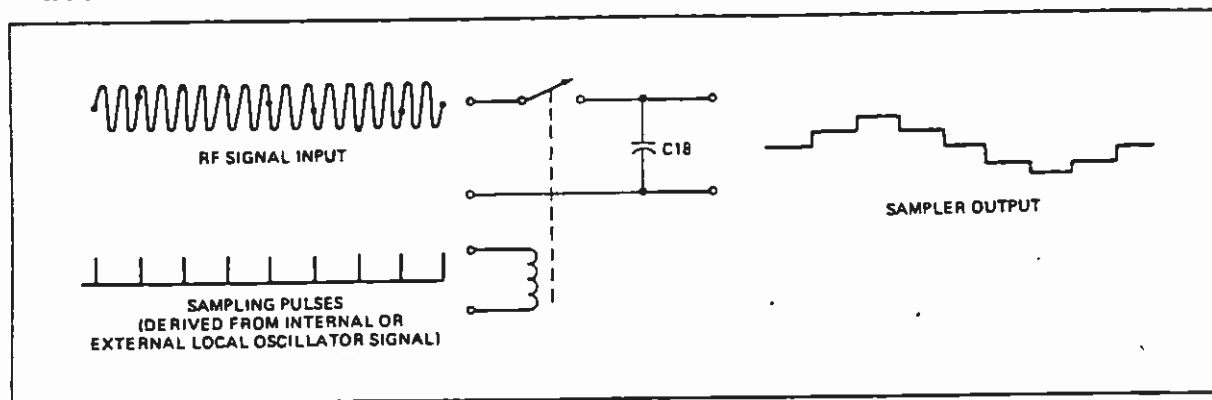 RF SIGNAL INPUT
C18
SAMPLER OUTPUT
SAMPLING PULSES
(DERIVED FROM INTERNAL OR
EXTERNAL LOCAL OSCILLATOR SIGNAL)